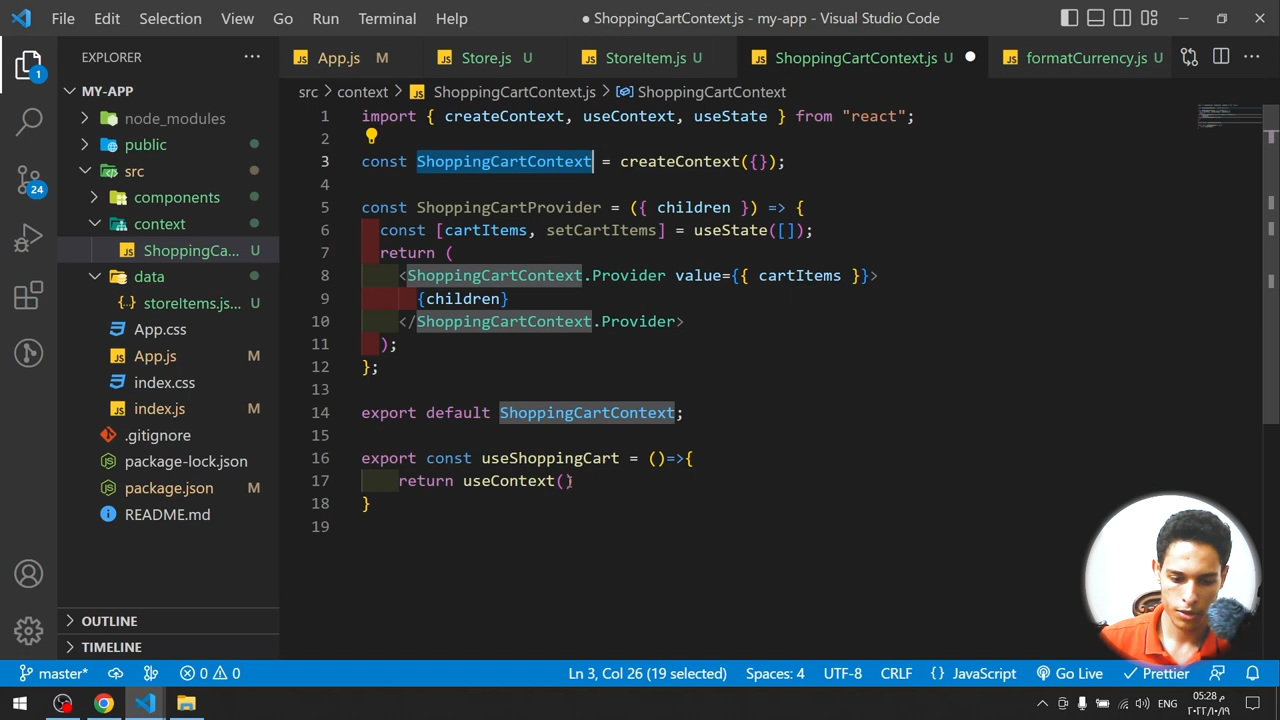 File Edit Selection View Go Run Terminal Help
● ShoppingCartContext.js - my-app - Visual Studio Code
EXPLORER
App.js M
Store.js U
StoreItem.js U
ShoppingCartContext.js U
formatCurrency.js U
MY-APP
src > context > ShoppingCartContext.js > ShoppingCartContext
node_modules
public
src
components
context
ShoppingCa... U
data
storeItems.js... U
App.css
App.js M
index.css
index.js M
.gitignore
package-lock.json
package.json M
README.md
OUTLINE
TIMELINE
1
24
1 import { createContext, useContext, useState } from "react";
2
3 const ShoppingCartContext = createContext({});
4
5 const ShoppingCartProvider = ({ children }) => {
6 const [cartItems, setCartItems] = useState([]);
7 return (
8 <ShoppingCartContext.Provider value={{ cartItems }}>
9 {children}
10 </ShoppingCartContext.Provider>
11 );
12 };
13
14 export default ShoppingCartContext;
15
16 export const useShoppingCart = ()=>{
17 return useContext()
18 }
19
master* 0 0 Ln 3, Col 26 (19 selected) Spaces: 4 UTF-8 CRLF {} JavaScript Go Live Prettier
ENG
05:28 م
٢٠٢٢/١٠/١٩